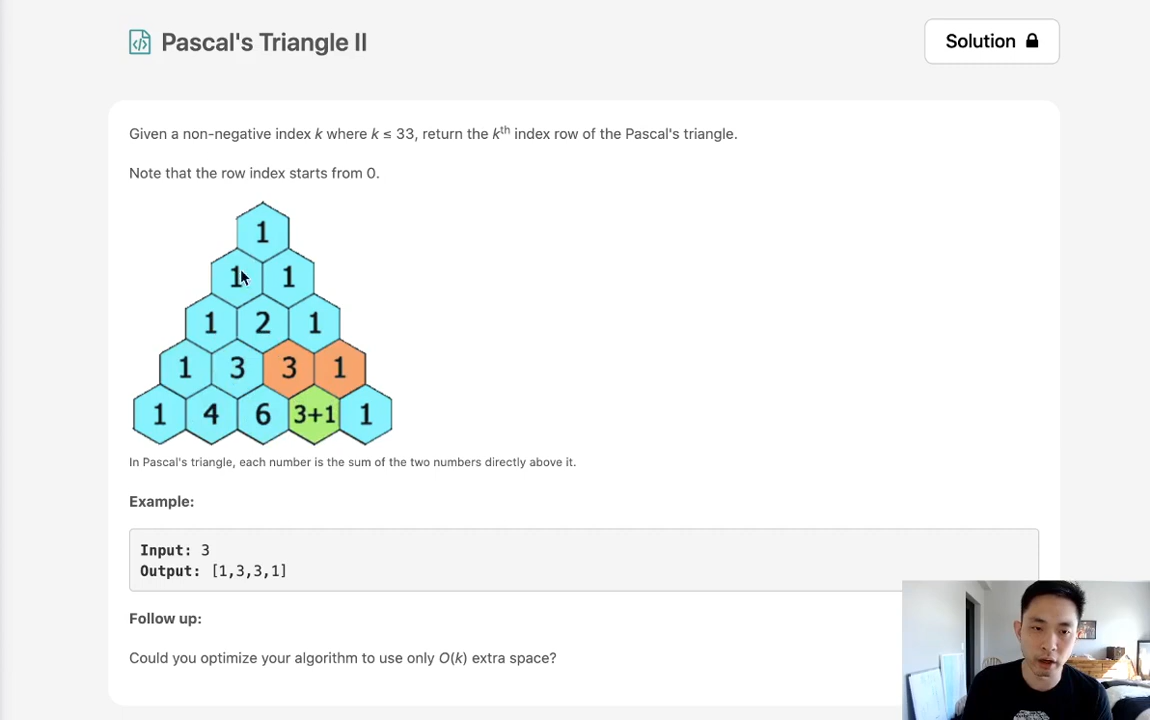 Pascal's Triangle II
Solution
Given a non-negative index k where k ≤ 33, return the kth index row of the Pascal's triangle.
Note that the row index starts from 0.
1
1 1
1 2 1
1 3 3 1
1 4 6 3+1 1
In Pascal's triangle, each number is the sum of the two numbers directly above it.
Example:
Input: 3
Output: [1,3,3,1]
Follow up:
Could you optimize your algorithm to use only O(k) extra space?